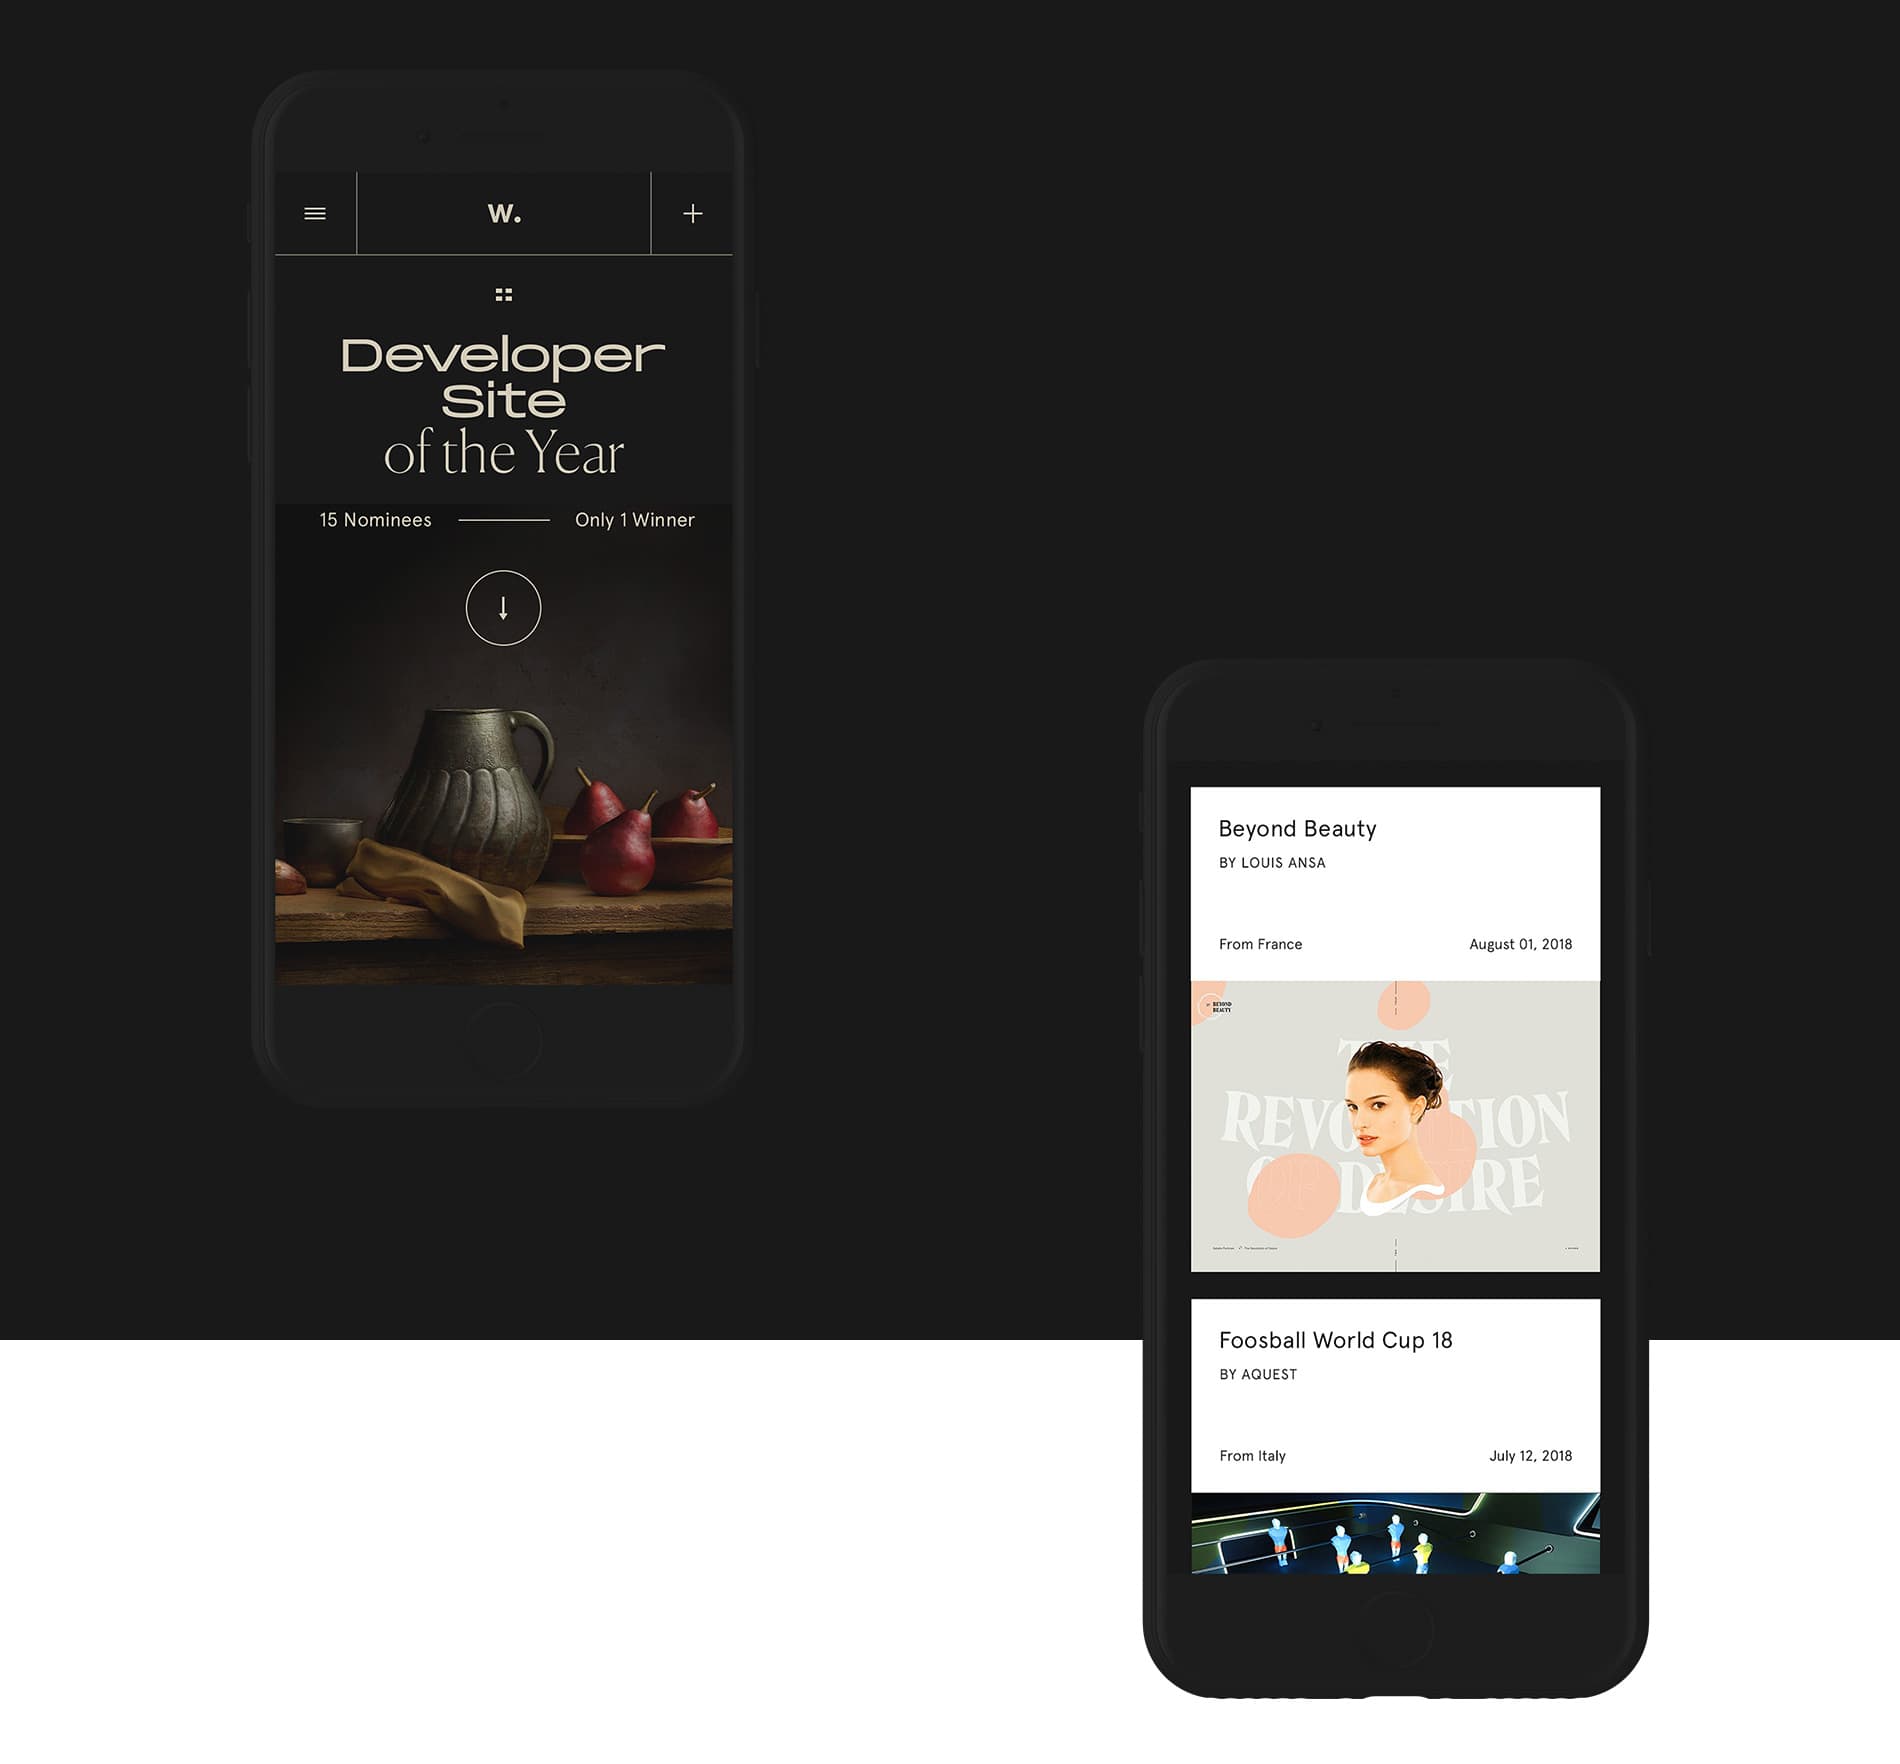 W.
Developer
Site
of the Year
15 Nominees
Only 1 Winner
Beyond Beauty
BY LOUIS ANSA
From France
August 01, 2018
BEYOND
BEAUTY
THE
REVOLUTION
OF DESIRE
Foosball World Cup 18
BY AQUEST
From Italy
July 12, 2018